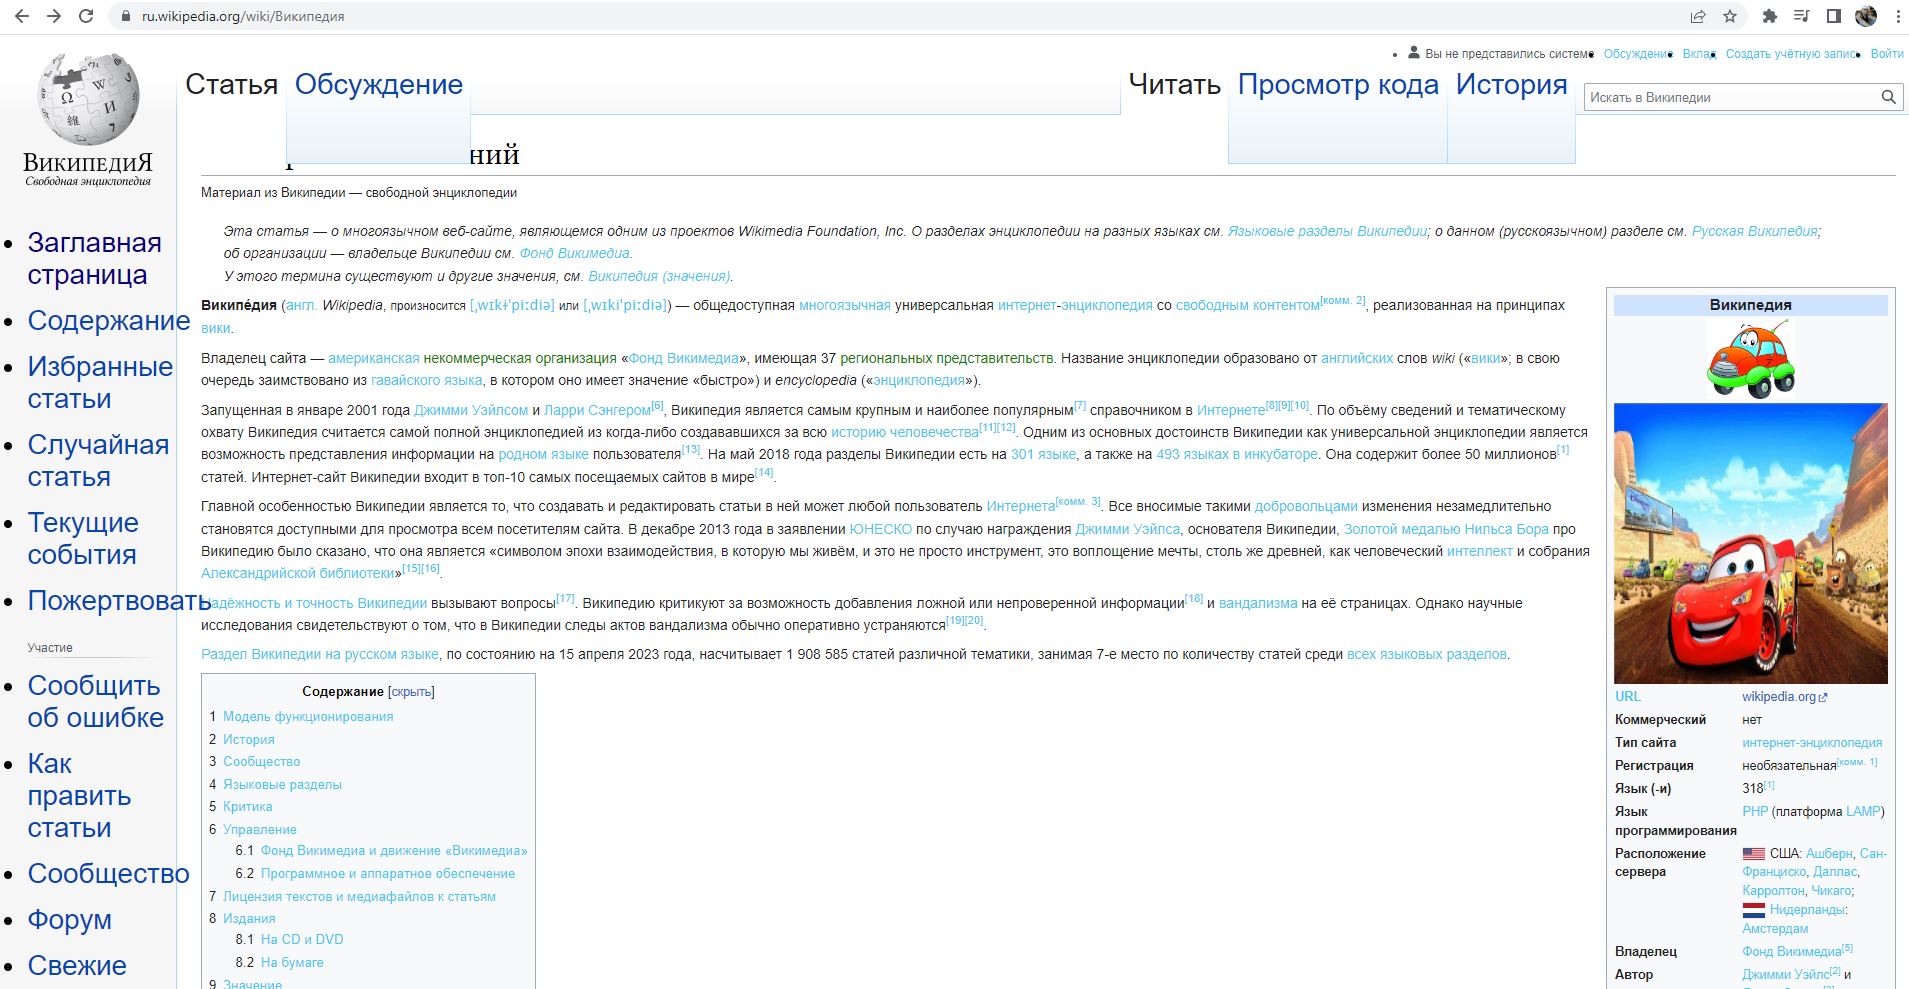 ru.wikipedia.org/wiki/Википедия
Вы не представились системе
Обсуждение
Вклад
Создать учётную запись
Войти
Статья
Обсуждение
Читать
Просмотр кода
История
Искать в Википедии
ВИКИПЕДИЯ
Свободная энциклопедия
ний
Материал из Википедии — свободной энциклопедии
Заглавная
страница
Содержание
Избранные
статьи
Случайная
статья
Текущие
события
Пожертвовать
Участие
Сообщить
об ошибке
Как
править
статьи
Сообщество
Форум
Свежие
Эта статья — о многоязычном веб-сайте, являющемся одним из проектов Wikimedia Foundation, Inc. О разделах энциклопедии на разных языках см. Языковые разделы Википедии; о данном (русскоязычном) разделе см. Русская Википедия;
об организации — владельце Википедии см. Фонд Викимедиа.
У этого термина существуют и другие значения, см. Википедия (значения).
Википе́дия (англ. Wikipedia, произносится [ˌwɪkɨˈpiːdiə] или [ˌwɪkiˈpiːdiə]) — общедоступная многоязычная универсальная интернет-энциклопедия со свободным контентом[комм. 2], реализованная на принципах
вики.
Владелец сайта — американская некоммерческая организация «Фонд Викимедиа», имеющая 37 региональных представительств. Название энциклопедии образовано от английских слов wiki («вики»; в свою
очередь заимствовано из гавайского языка, в котором оно имеет значение «быстро») и encyclopedia («энциклопедия»).
Запущенная в январе 2001 года Джимми Уэйлсом и Ларри Сэнгером[6], Википедия является самым крупным и наиболее популярным[7] справочником в Интернете[8][9][10]. По объёму сведений и тематическому
охвату Википедия считается самой полной энциклопедией из когда-либо создававшихся за всю историю человечества[11][12]. Одним из основных достоинств Википедии как универсальной энциклопедии является
возможность представления информации на родном языке пользователя[13]. На май 2018 года разделы Википедии есть на 301 языке, а также на 493 языках в инкубаторе. Она содержит более 50 миллионов[1]
статей. Интернет-сайт Википедии входит в топ-10 самых посещаемых сайтов в мире[14].
Главной особенностью Википедии является то, что создавать и редактировать статьи в ней может любой пользователь Интернета[комм. 3]. Все вносимые такими добровольцами изменения незамедлительно
становятся доступными для просмотра всем посетителям сайта. В декабре 2013 года в заявлении ЮНЕСКО по случаю награждения Джимми Уэйлса, основателя Википедии, Золотой медалью Нильса Бора про
Википедию было сказано, что она является «символом эпохи взаимодействия, в которую мы живём, и это не просто инструмент, это воплощение мечты, столь же древней, как человеческий интеллект и собрания
Александрийской библиотеки»[15][16].
Надёжность и точность Википедии вызывают вопросы[17]. Википедию критикуют за возможность добавления ложной или непроверенной информации[18] и вандализма на её страницах. Однако научные
исследования свидетельствуют о том, что в Википедии следы актов вандализма обычно оперативно устраняются[19][20].
Раздел Википедии на русском языке, по состоянию на 15 апреля 2023 года, насчитывает 1 908 585 статей различной тематики, занимая 7-е место по количеству статей среди всех языковых разделов.
Содержание [скрыть]
1 Модель функционирования
2 История
3 Сообщество
4 Языковые разделы
5 Критика
6 Управление
6.1 Фонд Викимедиа и движение «Викимедиа»
6.2 Программное и аппаратное обеспечение
7 Лицензия текстов и медиафайлов к статьям
8 Издания
8.1 На CD и DVD
8.2 На бумаге
9 Значение
Википедия
URL wikipedia.org
Коммерческий нет
Тип сайта интернет-энциклопедия
Регистрация необязательная[комм. 1]
Язык (-и) 318[1]
Язык PHP (платформа LAMP)
программирования
Расположение США: Ашберн, Сан-
сервера Франциско, Даллас,
Карролтон, Чикаго;
Нидерланды:
Амстердам
Владелец Фонд Викимедиа[5]
Автор Джимми Уэйлс[2] и